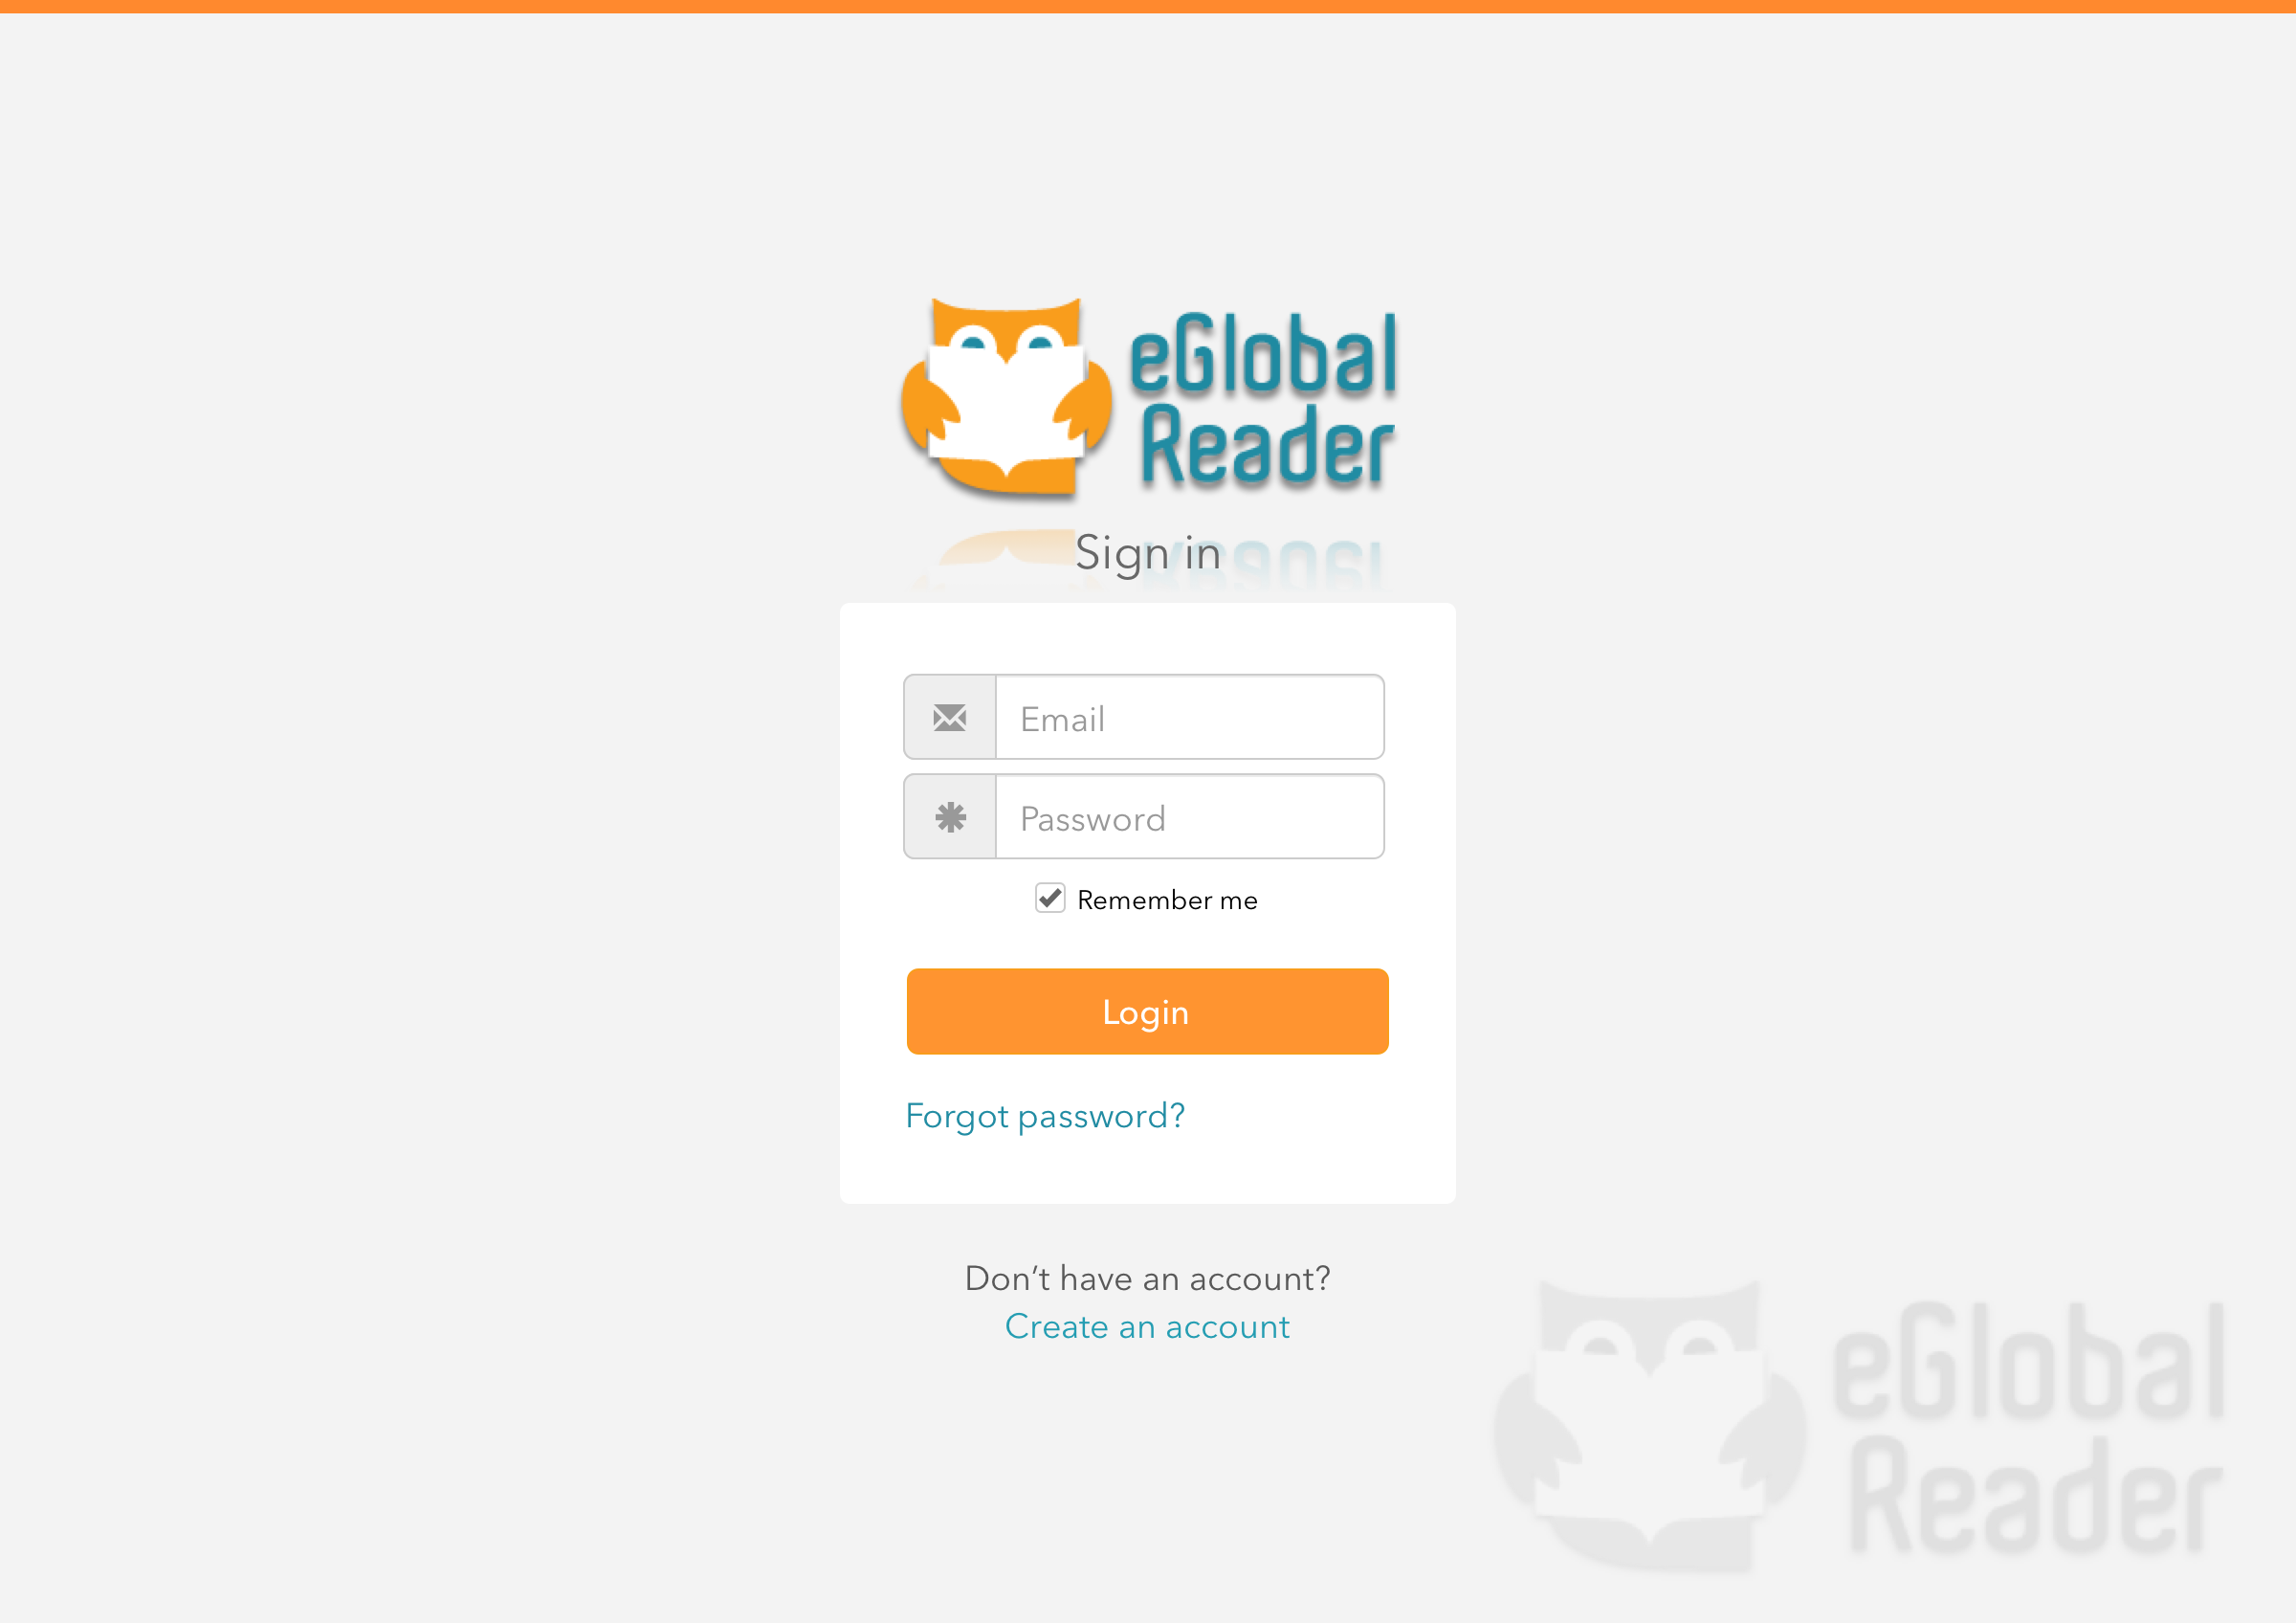 eGlobal
Reader
Sign in
Email
Password
Remember me
Login
Forgot password?
Don’t have an account?
Create an account
eGlobal
Reader